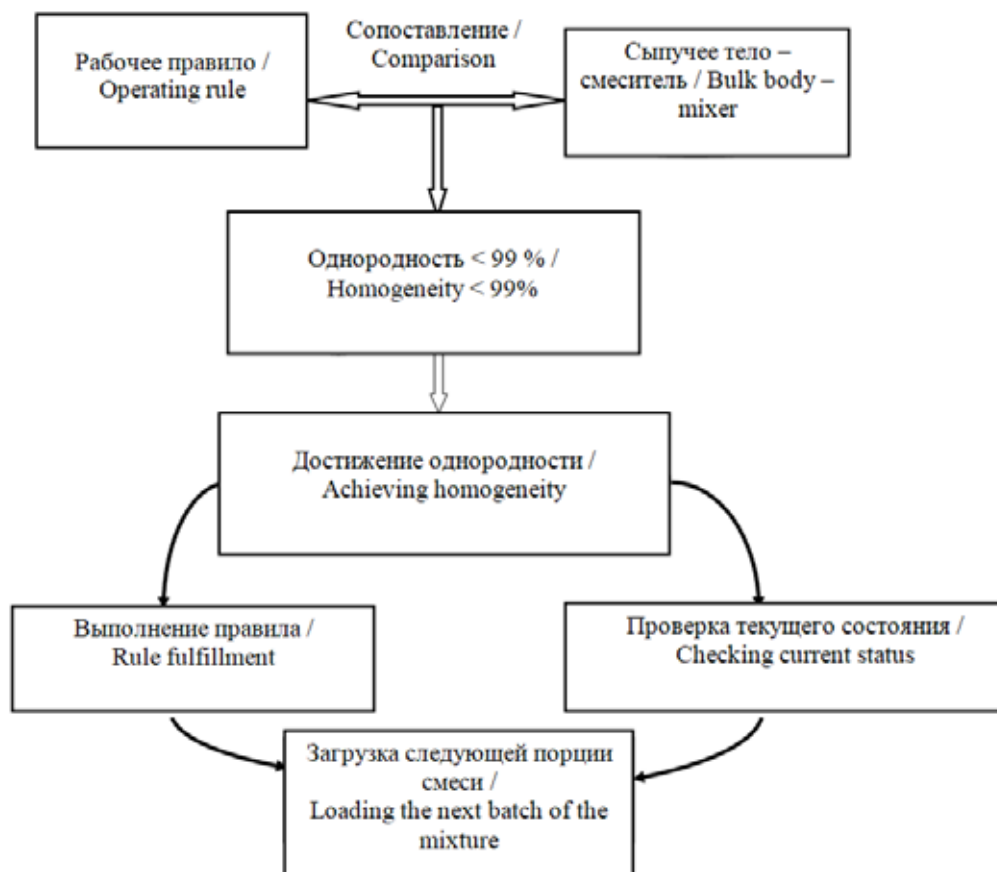 Рабочее правило /
Operating rule
Сопоставление /
Comparison
Сыпучее тело –
смеситель / Bulk body –
mixer
Однородность < 99 % /
Homogeneity < 99%
Достижение однородности /
Achieving homogeneity
Выполнение правила /
Rule fulfillment
Проверка текущего состояния /
Checking current status
Загрузка следующей порции
смеси /
Loading the next batch of the
mixture